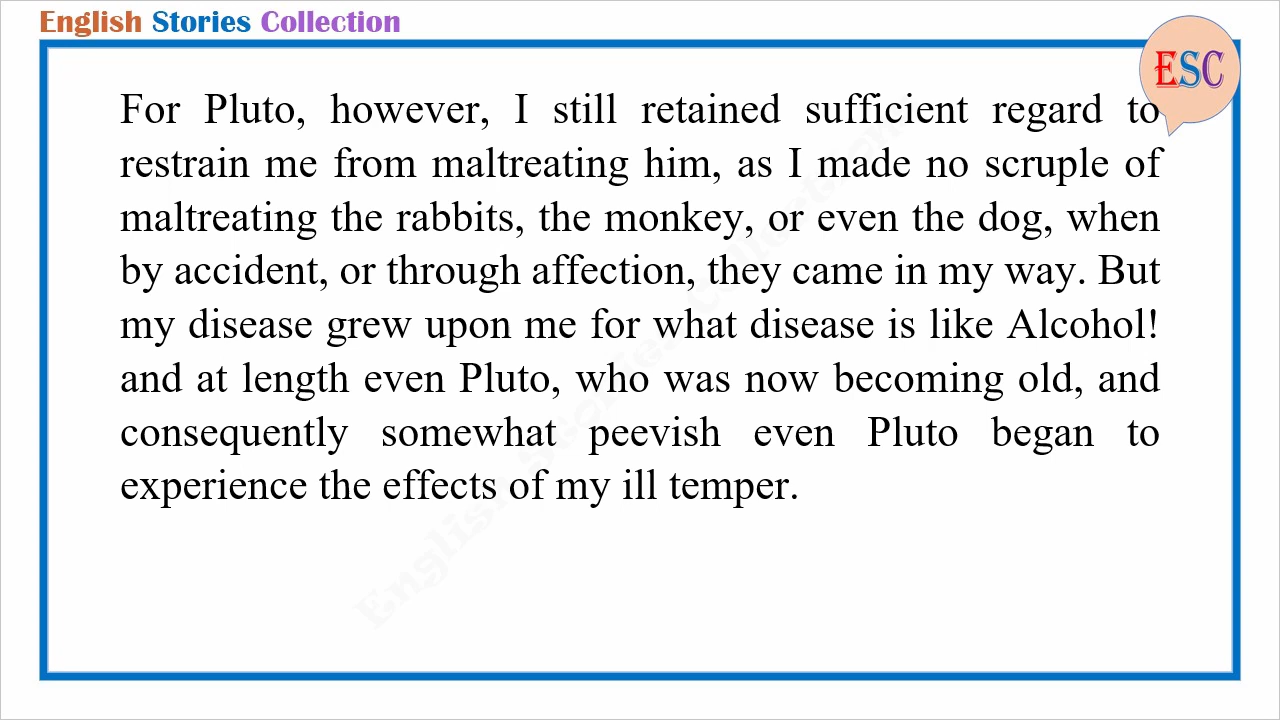 English Stories Collection
ESC
For Pluto, however, I still retained sufficient regard to
restrain me from maltreating him, as I made no scruple of
maltreating the rabbits, the monkey, or even the dog, when
by accident, or through affection, they came in my way. But
my disease grew upon me for what disease is like Alcohol!
and at length even Pluto, who was now becoming old, and
consequently somewhat peevish even Pluto began to
experience the effects of my ill temper.